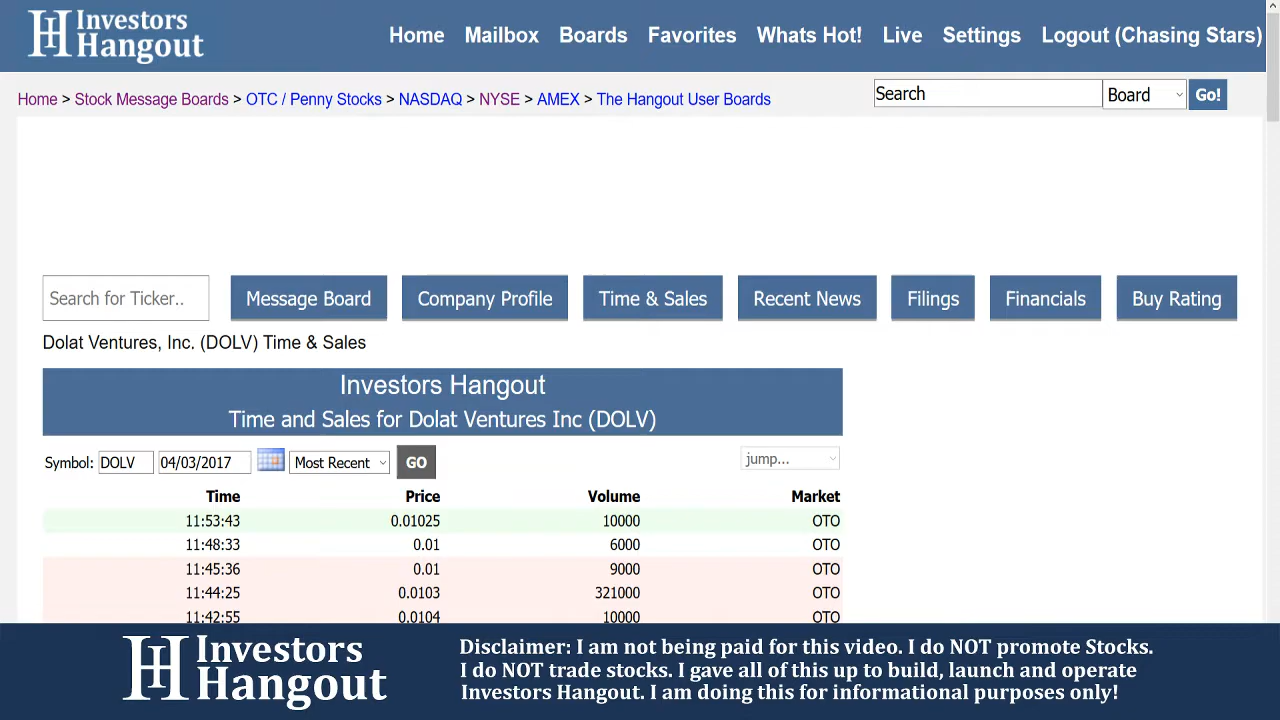 Investors Hangout
Home Mailbox Boards Favorites Whats Hot! Live Settings Logout (Chasing Stars)
Home > Stock Message Boards > OTC / Penny Stocks > NASDAQ > NYSE > AMEX > The Hangout User Boards
Search Board Go!
Search for Ticker.. Message Board Company Profile Time & Sales Recent News Filings Financials Buy Rating
Dolat Ventures, Inc. (DOLV) Time & Sales
Investors Hangout
Time and Sales for Dolat Ventures Inc (DOLV)
Symbol: DOLV 04/03/2017 Most Recent GO jump...
Time Price Volume Market
11:53:43 0.01025 10000 OTO
11:48:33 0.01 6000 OTO
11:45:36 0.01 9000 OTO
11:44:25 0.0103 321000 OTO
11:42:55 0.0104 10000 OTO
Investors Hangout
Disclaimer: I am not being paid for this video. I do NOT promote Stocks.
I do NOT trade stocks. I gave all of this up to build, launch and operate
Investors Hangout. I am doing this for informational purposes only!